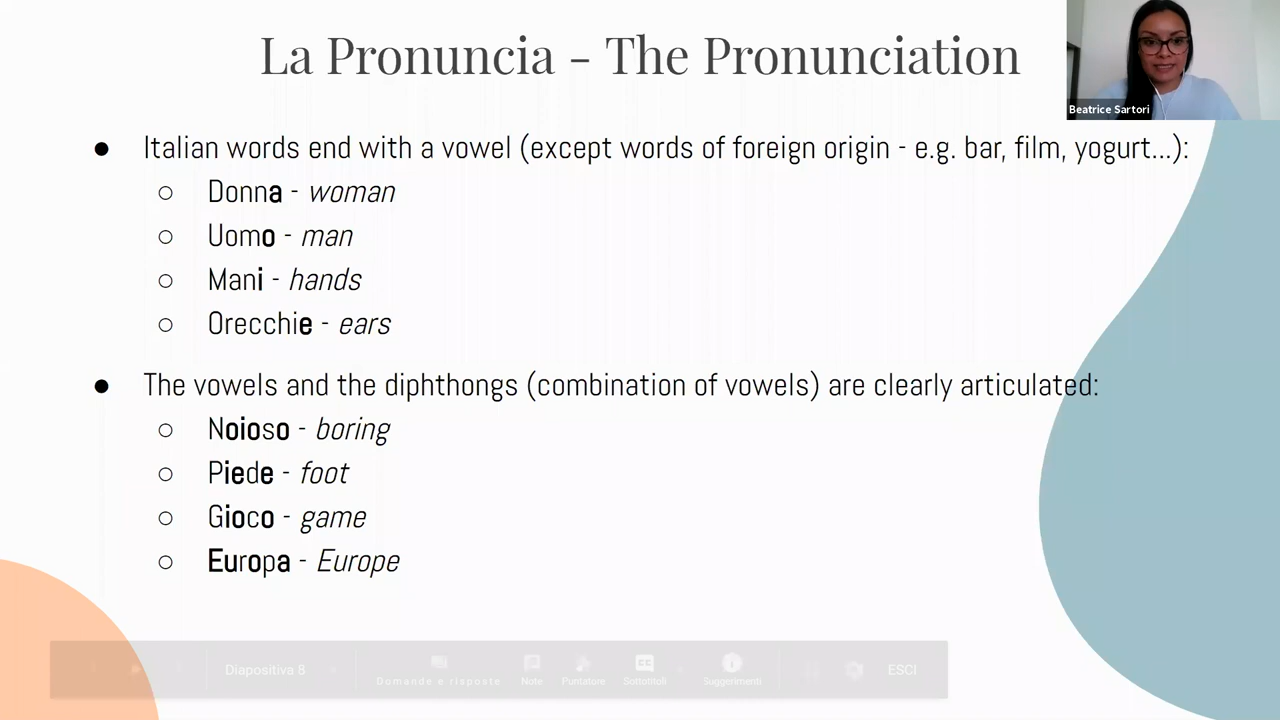 La Pronuncia – The Pronunciation
Beatrice Sartori
● Italian words end with a vowel (except words of foreign origin - e.g. bar, film, yogurt...):
○ Donna - woman
○ Uomo - man
○ Mani - hands
○ Orecchie - ears
● The vowels and the diphthongs (combination of vowels) are clearly articulated:
○ Noioso - boring
○ Piede - foot
○ Gioco - game
○ Europa - Europe
Diapositiva 8 Domande e risposte Note Puntatore CC Sottotitoli Suggerimenti ESCI